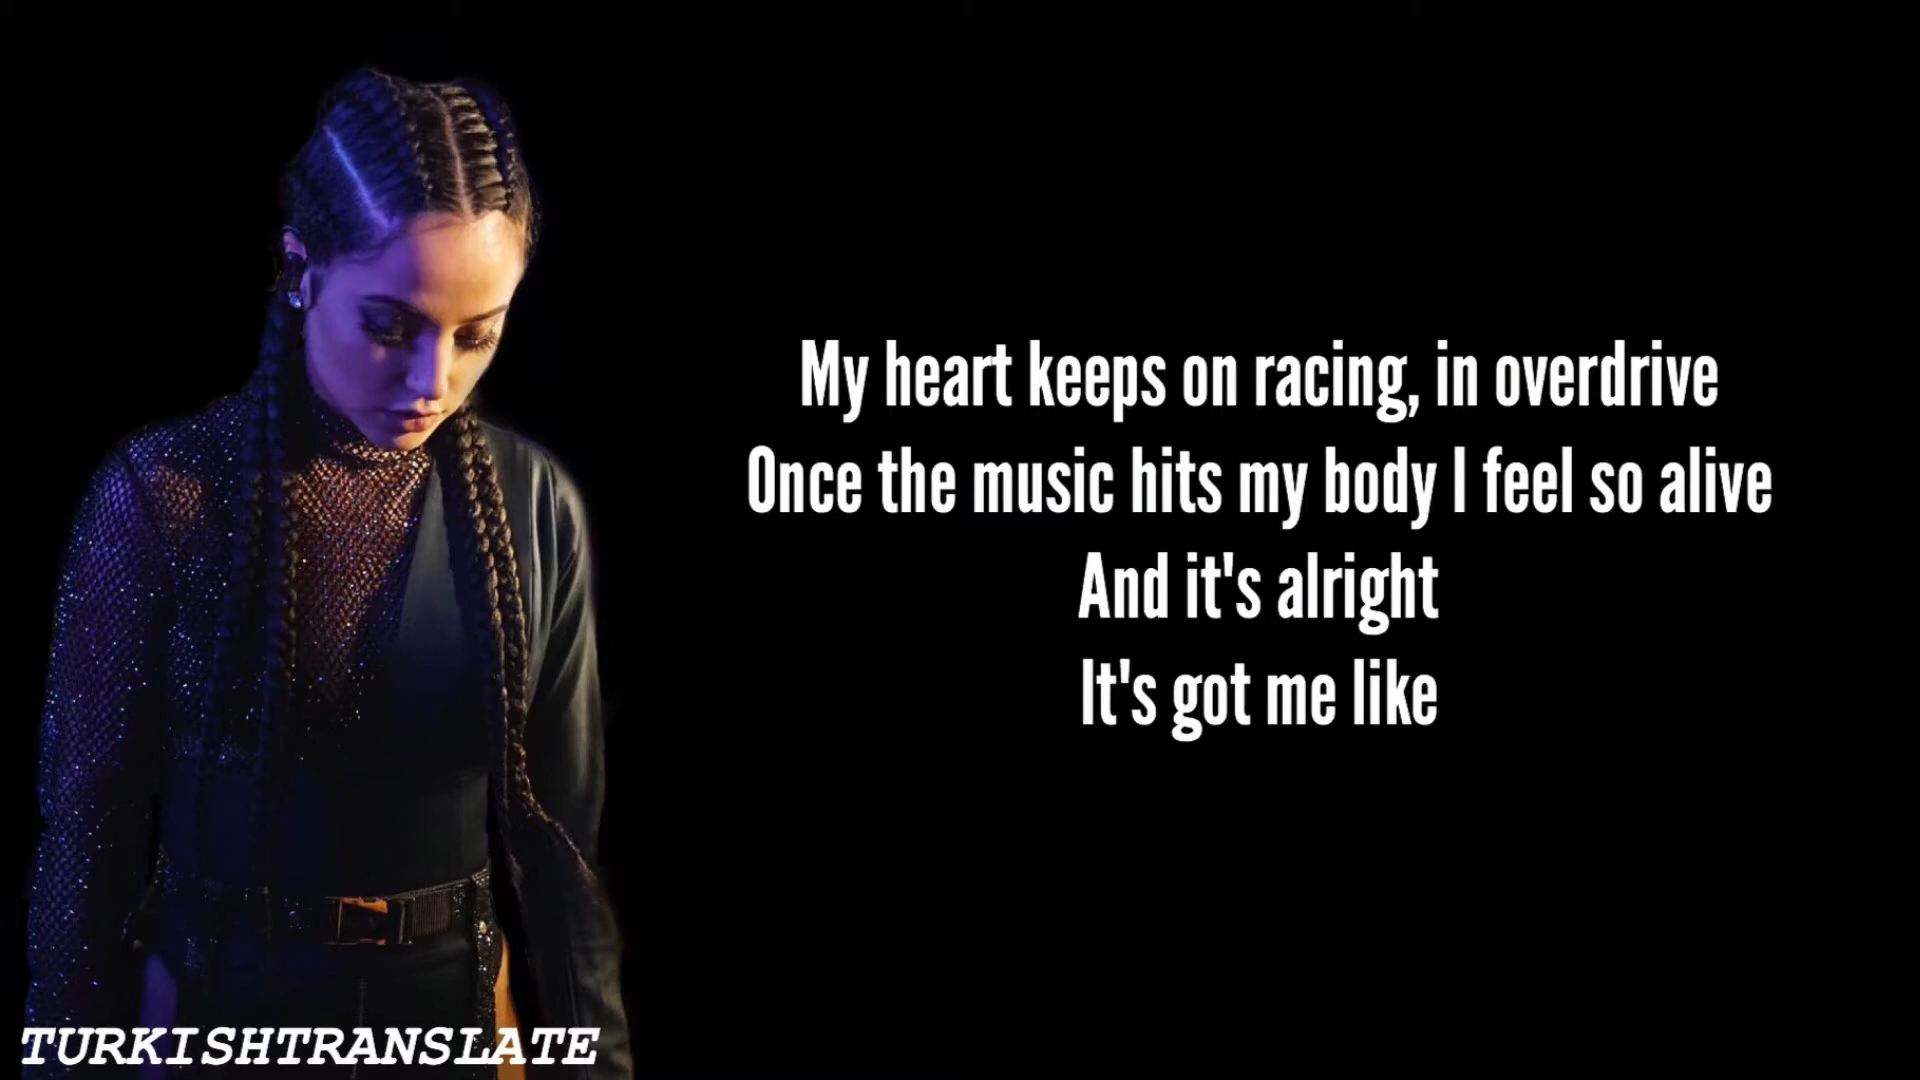 My heart keeps on racing, in overdrive
Once the music hits my body I feel so alive
And it's alright
It's got me like
TURKISHTRANSLATE